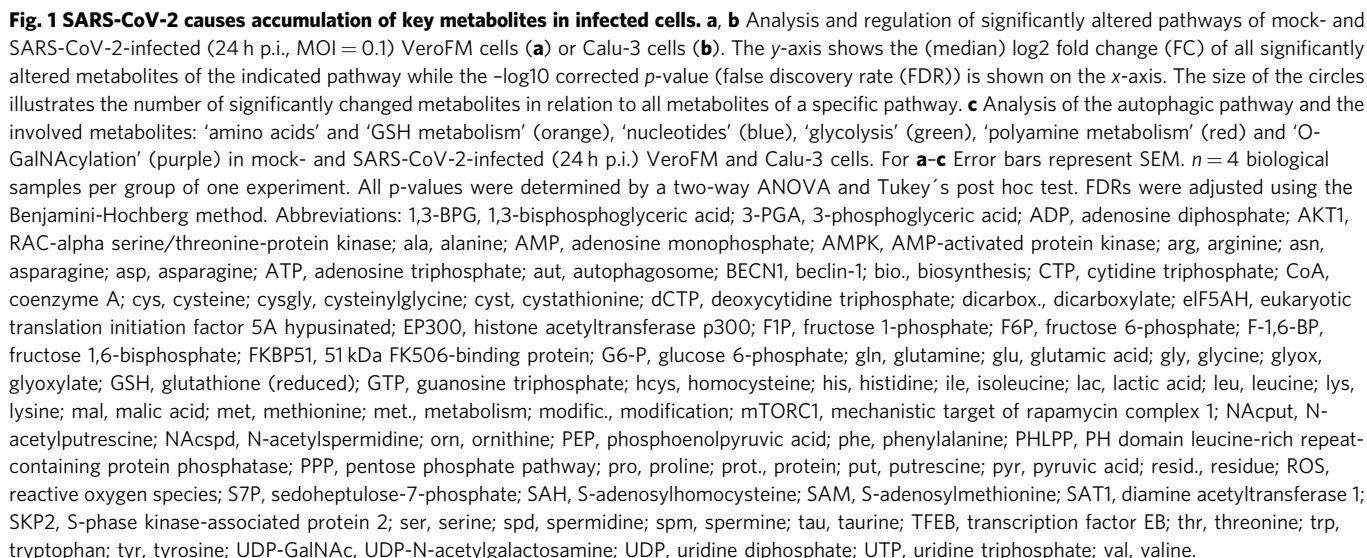 Fig. 1 SARS-CoV-2 causes accumulation of key metabolites in infected cells. a, b Analysis and regulation of significantly altered pathways of mock- and
SARS-CoV-2-infected (24 h p.i., MOI = 0.1) VeroFM cells (a) or Calu-3 cells (b). The y-axis shows the (median) log2 fold change (FC) of all significantly
altered metabolites of the indicated pathway while the –log10 corrected p-value (false discovery rate (FDR)) is shown on the x-axis. The size of the circles
illustrates the number of significantly changed metabolites in relation to all metabolites of a specific pathway. c Analysis of the autophagic pathway and the
involved metabolites: ‘amino acids’ and ‘GSH metabolism’ (orange), ‘nucleotides’ (blue), ‘glycolysis’ (green), ‘polyamine metabolism’ (red) and ‘O-
GalNAcylation’ (purple) in mock- and SARS-CoV-2-infected (24 h p.i.) VeroFM and Calu-3 cells. For a–c Error bars represent SEM. n = 4 biological
samples per group of one experiment. All p-values were determined by a two-way ANOVA and Tukey´s post hoc test. FDRs were adjusted using the
Benjamini-Hochberg method. Abbreviations: 1,3-BPG, 1,3-bisphosphoglyceric acid; 3-PGA, 3-phosphoglyceric acid; ADP, adenosine diphosphate; AKT1,
RAC-alpha serine/threonine-protein kinase; ala, alanine; AMP, adenosine monophosphate; AMPK, AMP-activated protein kinase; arg, arginine; asn,
asparagine; asp, asparagine; ATP, adenosine triphosphate; aut, autophagosome; BECN1, beclin-1; bio., biosynthesis; CTP, cytidine triphosphate; CoA,
coenzyme A; cys, cysteine; cysgly, cysteinylglycine; cyst, cystathionine; dCTP, deoxycytidine triphosphate; dicarbox., dicarboxylate; eIF5AH, eukaryotic
translation initiation factor 5A hypusinated; EP300, histone acetyltransferase p300; F1P, fructose 1-phosphate; F6P, fructose 6-phosphate; F-1,6-BP,
fructose 1,6-bisphosphate; FKBP51, 51 kDa FK506-binding protein; G6-P, glucose 6-phosphate; gln, glutamine; glu, glutamic acid; gly, glycine; glyox,
glyoxylate; GSH, glutathione (reduced); GTP, guanosine triphosphate; hcys, homocysteine; his, histidine; ile, isoleucine; lac, lactic acid; leu, leucine; lys,
lysine; mal, malic acid; met, methionine; met., metabolism; modific., modification; mTORC1, mechanistic target of rapamycin complex 1; NAcput, N-
acetylputrescine; NAcspd, N-acetylspermidine; orn, ornithine; PEP, phosphoenolpyruvic acid; phe, phenylalanine; PHLPP, PH domain leucine-rich repeat-
containing protein phosphatase; PPP, pentose phosphate pathway; pro, proline; prot., protein; put, putrescine; pyr, pyruvic acid; resid., residue; ROS,
reactive oxygen species; S7P, sedoheptulose-7-phosphate; SAH, S-adenosylhomocysteine; SAM, S-adenosylmethionine; SAT1, diamine acetyltransferase 1;
SKP2, S-phase kinase-associated protein 2; ser, serine; spd, spermidine; spm, spermine; tau, taurine; TFEB, transcription factor EB; thr, threonine; trp,
tryptophan; tyr, tyrosine; UDP-GalNAc, UDP-N-acetylgalactosamine; UDP, uridine diphosphate; UTP, uridine triphosphate; val, valine.